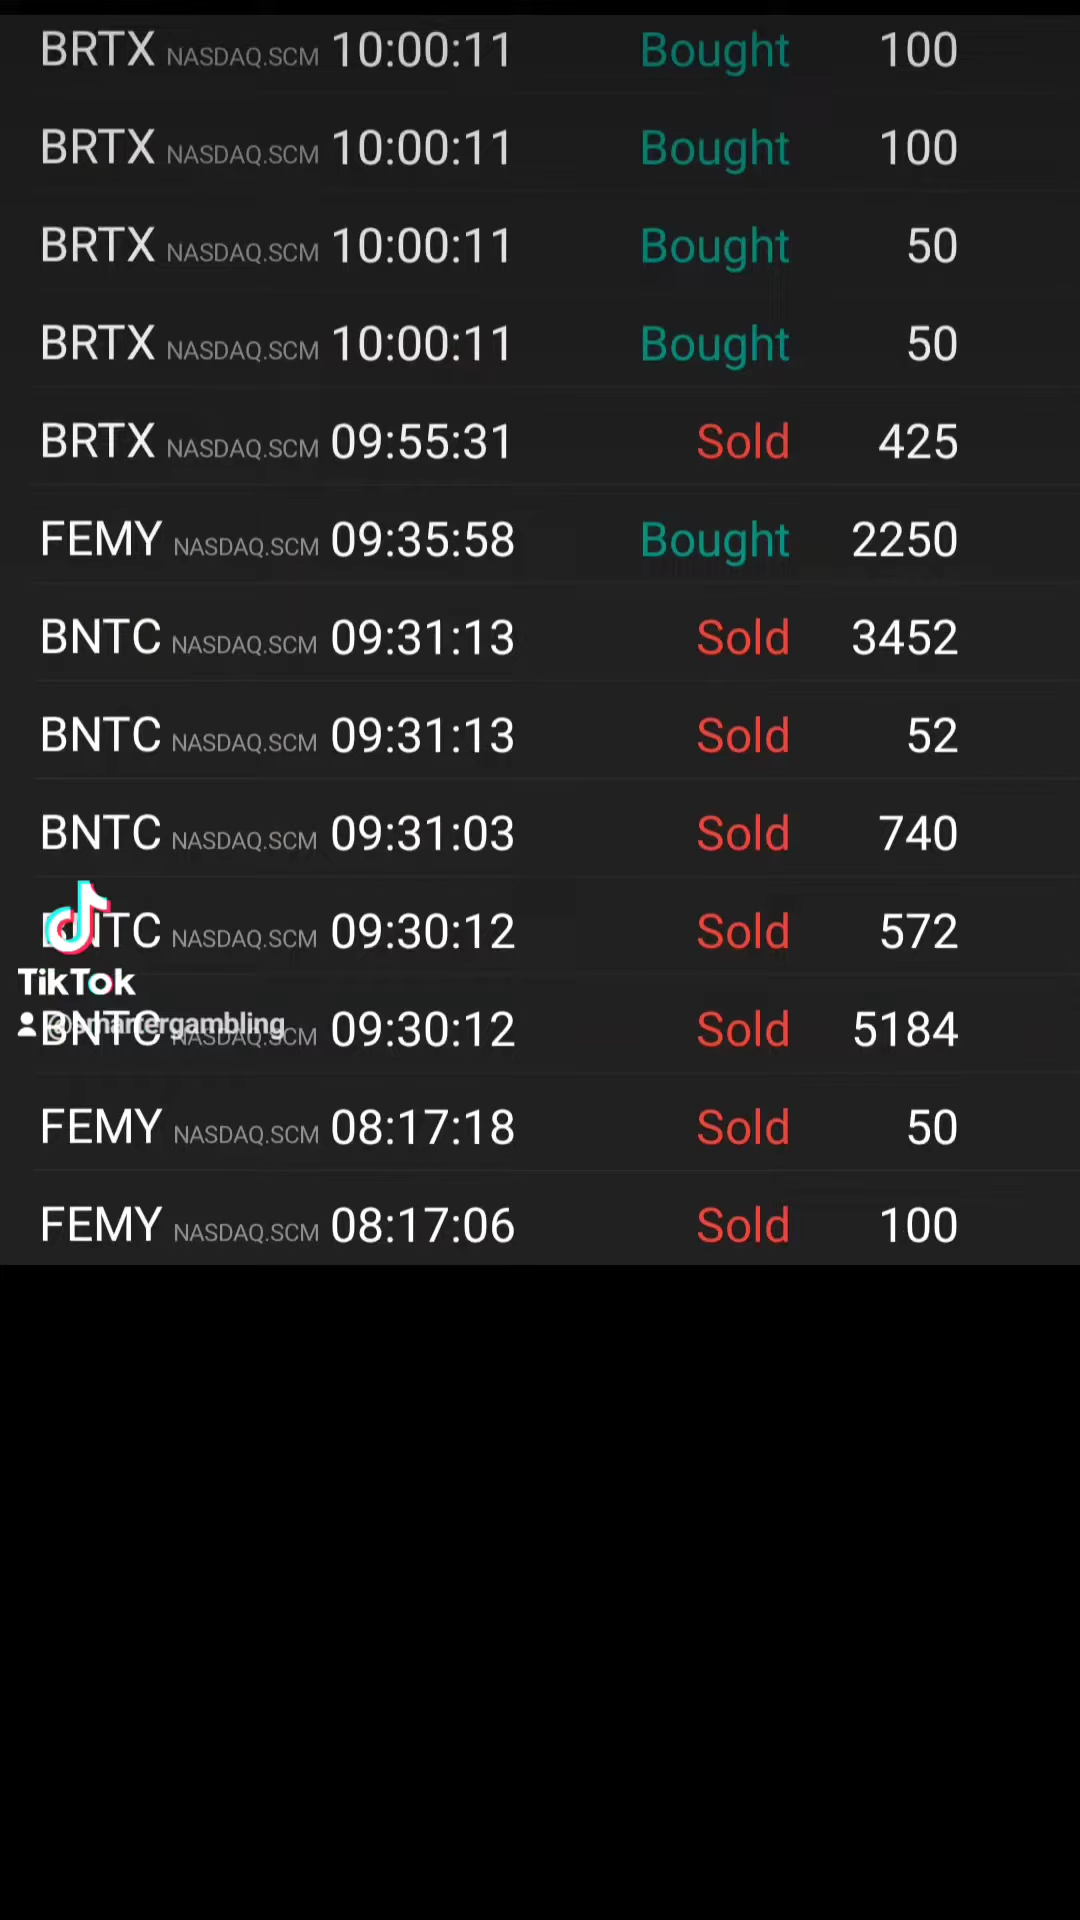 BRTX NASDAQ.SCM 10:00:11 Bought 100
BRTX NASDAQ.SCM 10:00:11 Bought 100
BRTX NASDAQ.SCM 10:00:11 Bought 50
BRTX NASDAQ.SCM 10:00:11 Bought 50
BRTX NASDAQ.SCM 09:55:31 Sold 425
FEMY NASDAQ.SCM 09:35:58 Bought 2250
BNTC NASDAQ.SCM 09:31:13 Sold 3452
BNTC NASDAQ.SCM 09:31:13 Sold 52
BNTC NASDAQ.SCM 09:31:03 Sold 740
BNTC NASDAQ.SCM 09:30:12 Sold 572
TikTok
@smartergambling
BNTC NASDAQ.SCM 09:30:12 Sold 5184
FEMY NASDAQ.SCM 08:17:18 Sold 50
FEMY NASDAQ.SCM 08:17:06 Sold 100